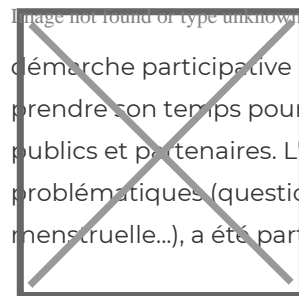 Image not found or type unknown
démarche participative
prendre son temps pour
publics et partenaires. L'
problématiques (questio
menstruelle...), a été par